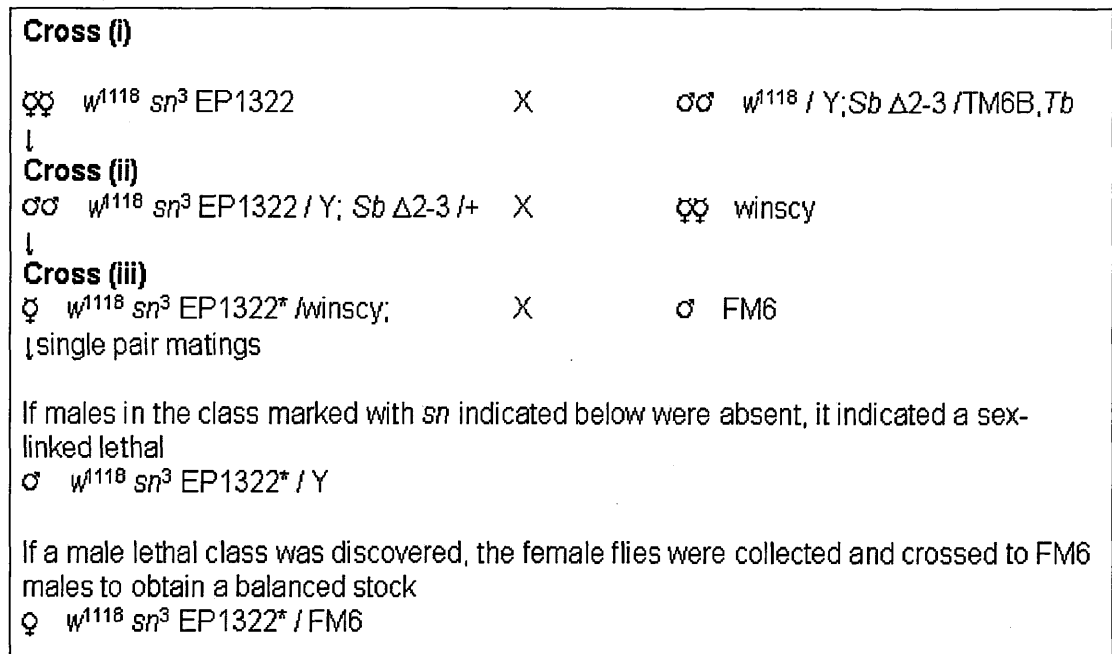 Cross (i)
⚢ w¹¹¹⁸ sn³ EP1322 X ♂♂ w¹¹¹⁸ / Y;Sb Δ2-3 /TM6B,Tb
↓
Cross (ii)
♂♂ w¹¹¹⁸ sn³ EP1322 / Y; Sb Δ2-3 /+ X ♀♀ winscy
↓
Cross (iii)
♀ w¹¹¹⁸ sn³ EP1322* /winscy; X ♂ FM6
↓single pair matings
If males in the class marked with sn indicated below were absent, it indicated a sex-
linked lethal
♂ w¹¹¹⁸ sn³ EP1322* / Y
If a male lethal class was discovered, the female flies were collected and crossed to FM6
males to obtain a balanced stock
♀ w¹¹¹⁸ sn³ EP1322* / FM6